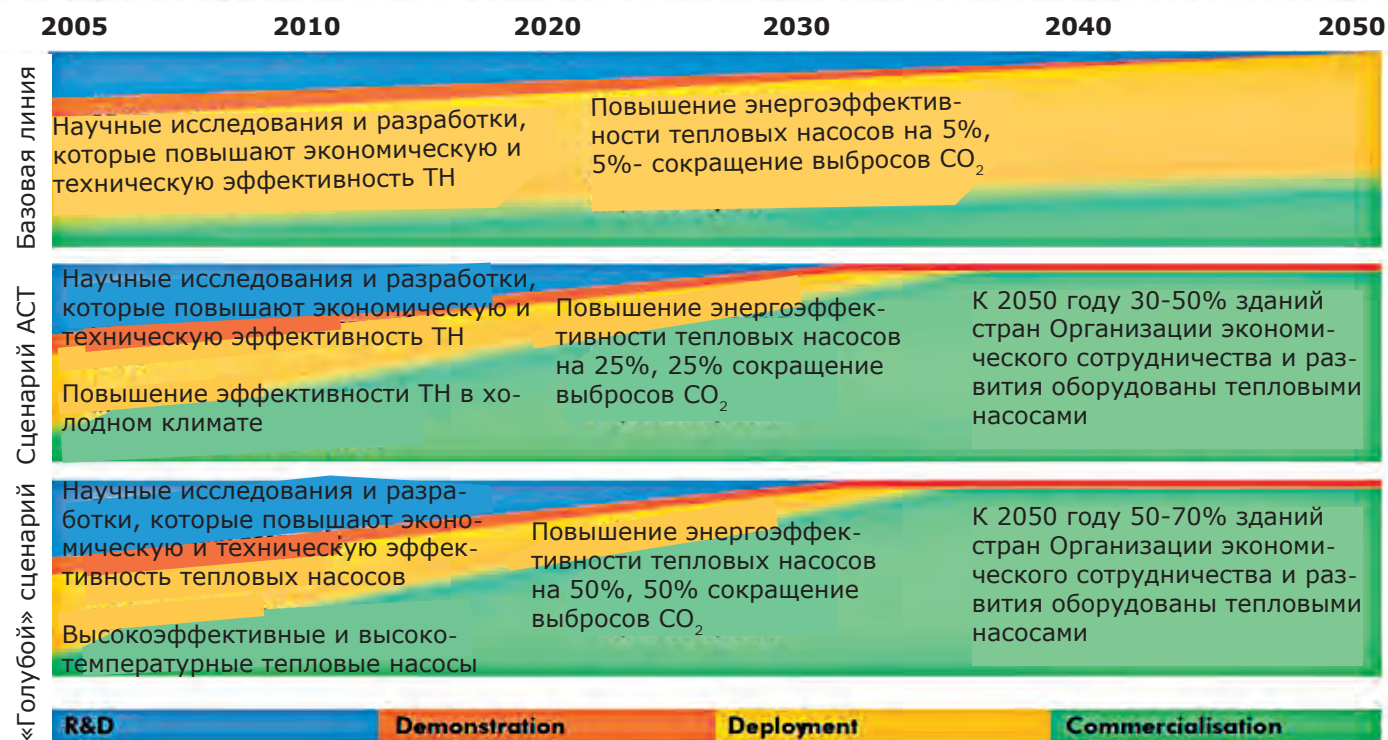 2005 2010 2020 2030 2040 2050
Базовая линия
Научные исследования и разработки,
которые повышают экономическую и
техническую эффективность ТН
Повышение энергоэффектив-
ности тепловых насосов на 5%,
5%- сокращение выбросов CO₂
Сценарий АСТ
Научные исследования и разработки,
которые повышают экономическую и
техническую эффективность ТН
Повышение эффективности ТН в хо-
лодном климате
Повышение энергоэффек-
тивности тепловых насосов
на 25%, 25% сокращение
выбросов CO₂
К 2050 году 30-50% зданий
стран Организации экономи-
ческого сотрудничества и раз-
вития оборудованы тепловыми
насосами
«Голубой» сценарий
Научные исследования и разра-
ботки, которые повышают эконо-
мическую и техническую эффек-
тивность тепловых насосов
Высокоэффективные и высоко-
температурные тепловые насосы
Повышение энергоэффек-
тивности тепловых насосов
на 50%, 50% сокращение
выбросов CO₂
К 2050 году 50-70% зданий
стран Организации экономи-
ческого сотрудничества и раз-
вития оборудованы тепловыми
насосами
R&D Demonstration Deployment Commercialisation